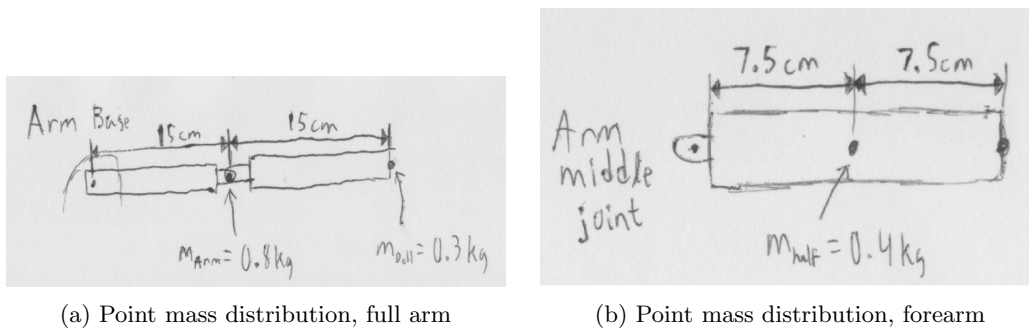 Arm Base
15cm
15cm
m_Arm = 0.8kg
m_Ball = 0.3kg
(a) Point mass distribution, full arm
7.5cm
7.5cm
Arm
middle
joint
m_half = 0.4kg
(b) Point mass distribution, forearm